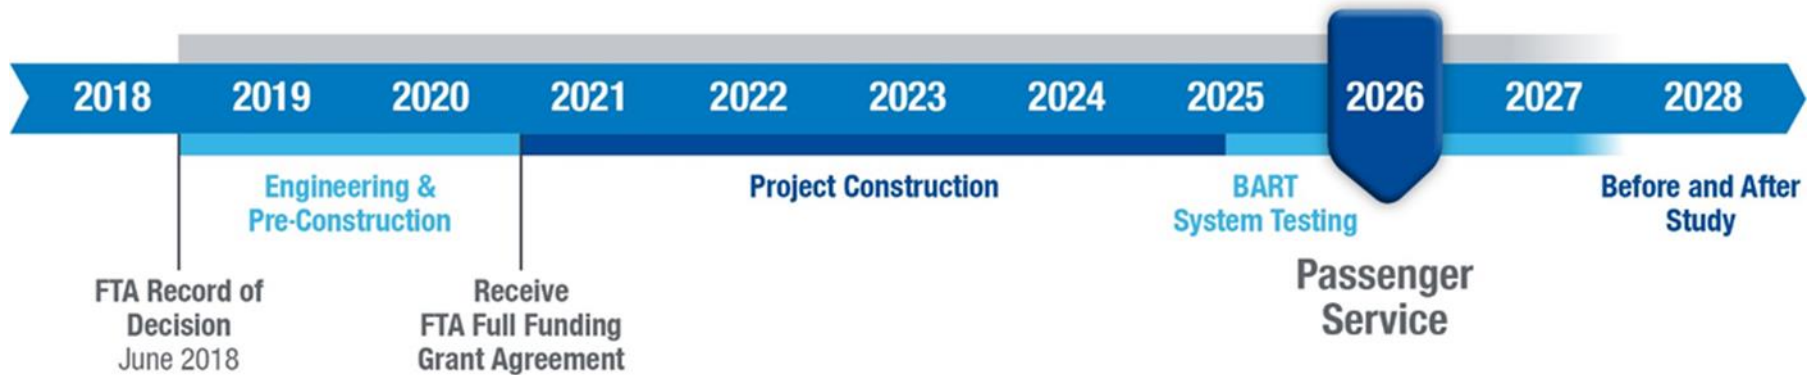 2018 2019 2020 2021 2022 2023 2024 2025 2026 2027 2028
Engineering &
Pre-Construction
Project Construction
BART
System Testing
Before and After
Study
FTA Record of
Decision
June 2018
Receive
FTA Full Funding
Grant Agreement
Passenger
Service